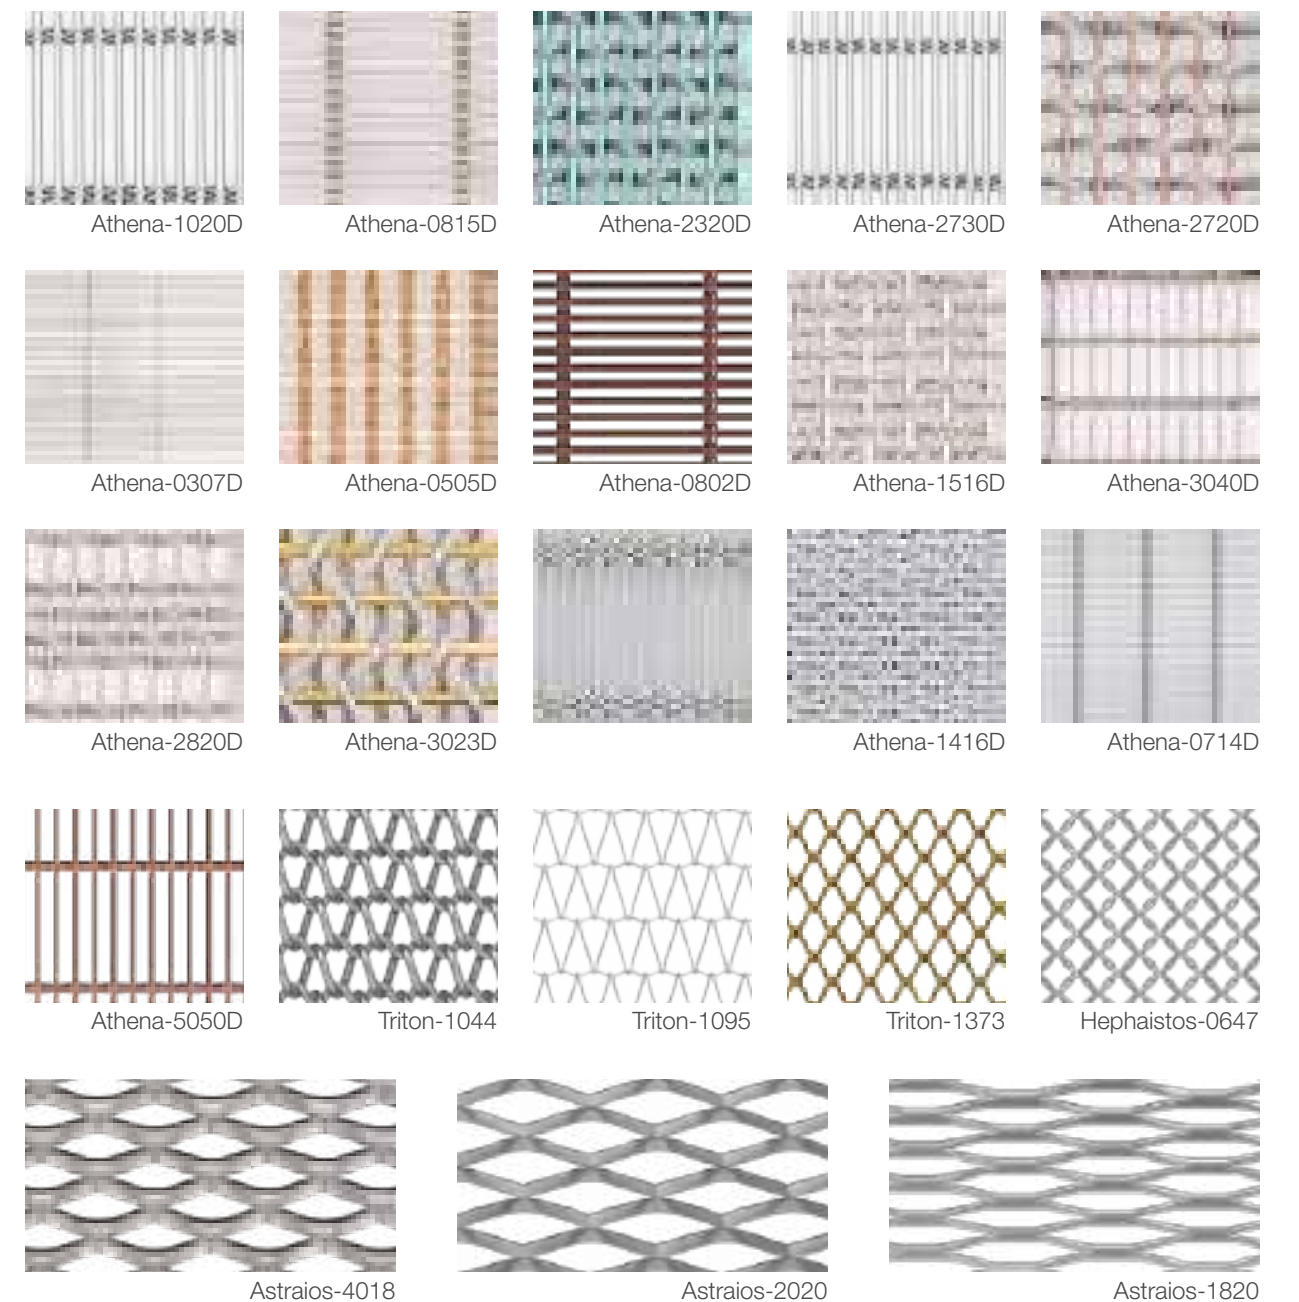 Athena-1020D
Athena-0815D
Athena-2320D
Athena-2730D
Athena-2720D
Athena-0307D
Athena-0505D
Athena-0802D
Athena-1516D
Athena-3040D
Athena-2820D
Athena-3023D
Athena-1416D
Athena-0714D
Athena-5050D
Triton-1044
Triton-1095
Triton-1373
Hephaistos-0647
Astraios-4018
Astraios-2020
Astraios-1820